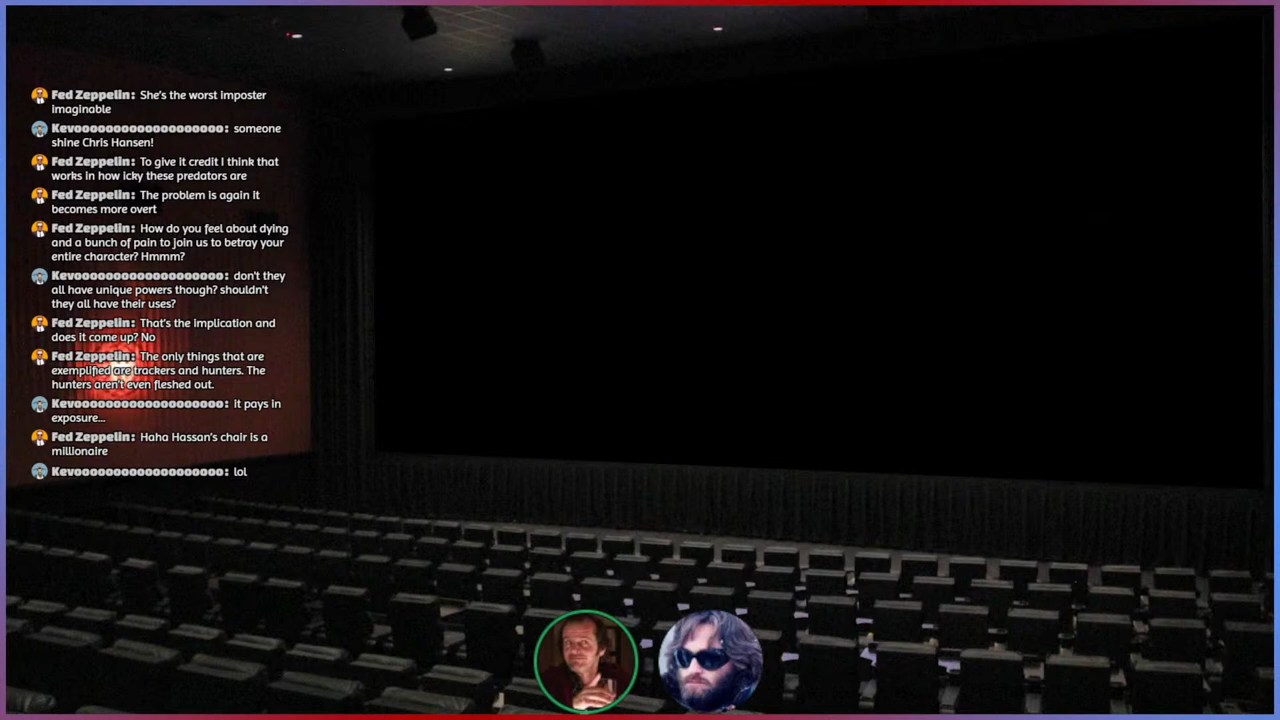 Fed Zeppelin: She's the worst imposter
imaginable
Kevooooooooooooooooooo: someone
shine Chris Hansen!
Fed Zeppelin: To give it credit I think that
works in how icky these predators are
Fed Zeppelin: The problem is again it
becomes more overt
Fed Zeppelin: How do you feel about dying
and a bunch of pain to join us to betray your
entire character? Hmmm?
Kevooooooooooooooooooo: don't they
all have unique powers though? shouldn't
they all have their uses?
Fed Zeppelin: That's the implication and
does it come up? No
Fed Zeppelin: The only things that are
exemplified are trackers and hunters. The
hunters aren't even fleshed out.
Kevooooooooooooooooooo: it pays in
exposure...
Fed Zeppelin: Haha Hassan's chair is a
millionaire
Kevooooooooooooooooooo: lol